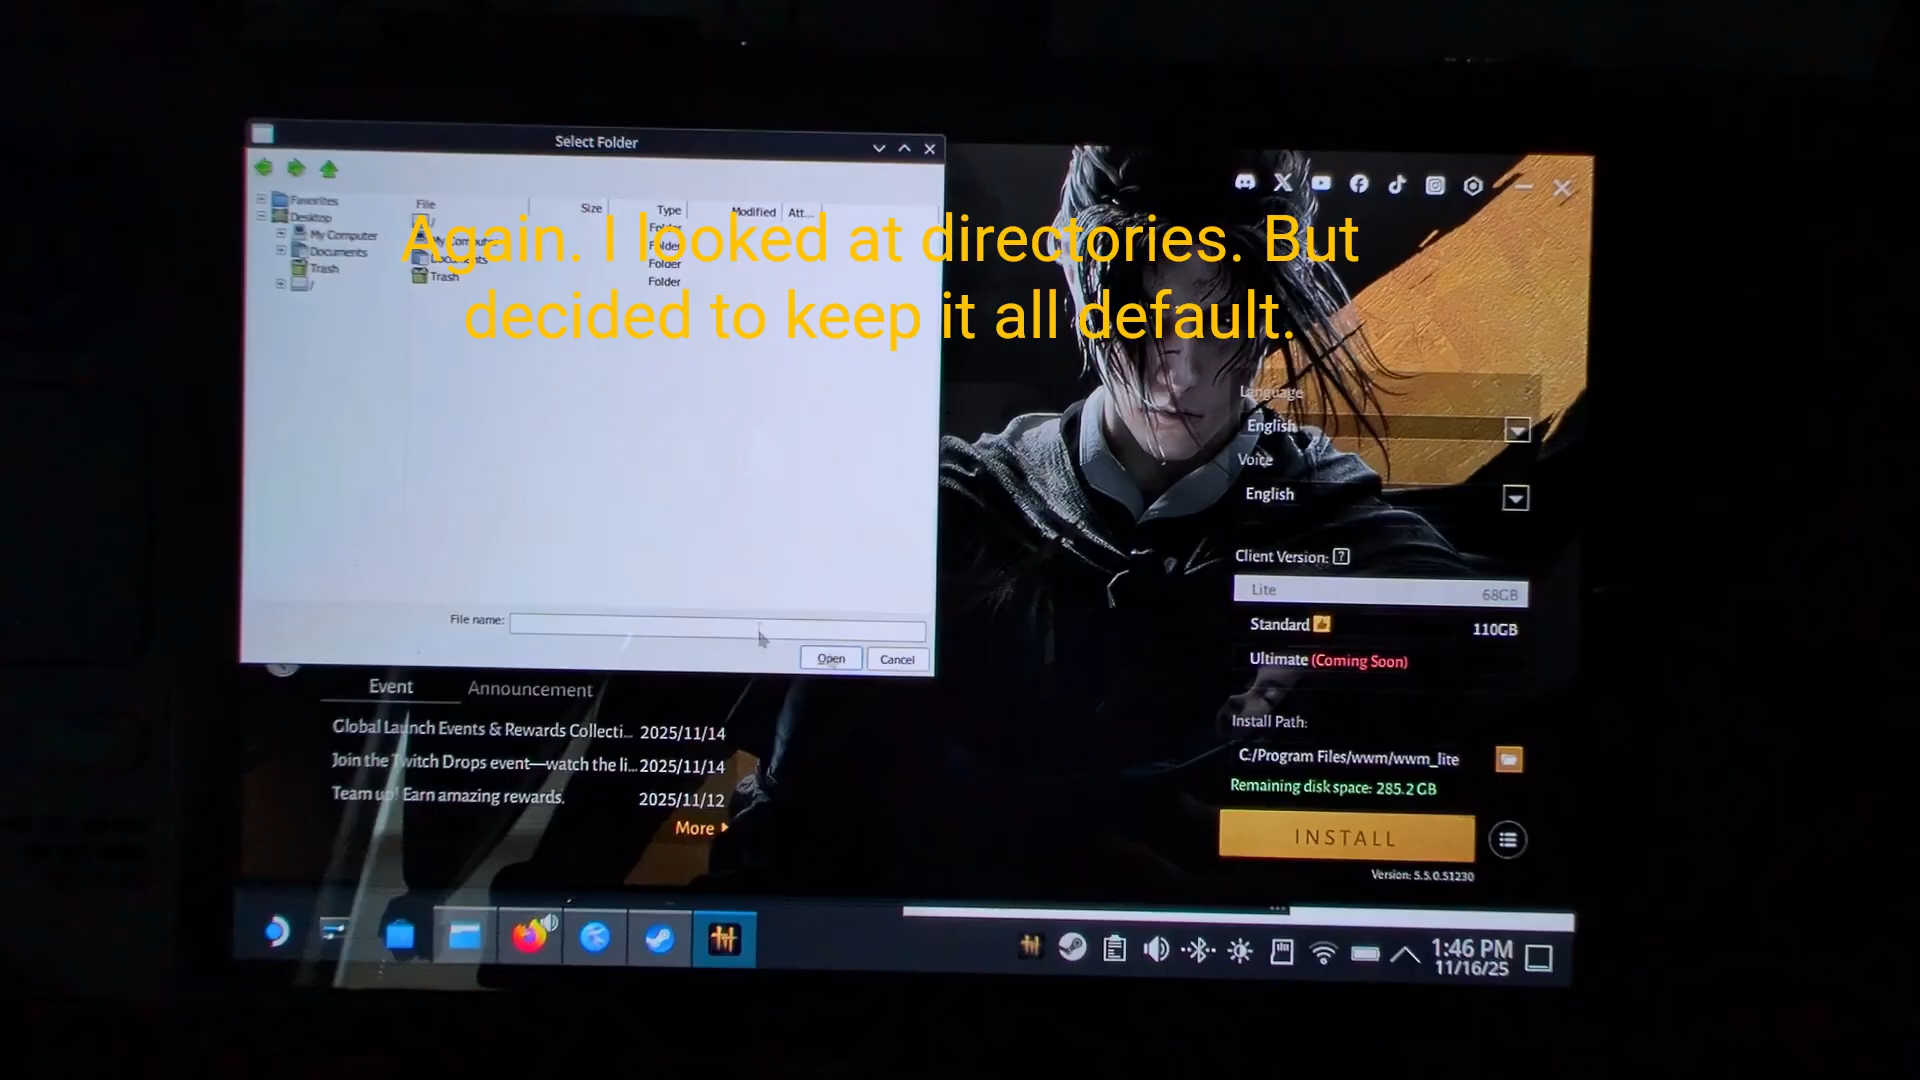 Select Folder
Favorites
Desktop
My Computer
Documents
Trash
/
File Size Type Modified Att...
/ Folder
My Computer Folder
Documents Folder
Trash Folder
Again. I looked at directories. But
decided to keep it all default.
File name:
Open Cancel
Language
English
Voice
English
Client Version: ?
Lite 68GB
Standard 110GB
Ultimate (Coming Soon)
Install Path:
C:/Program Files/wwm/wwm_lite
Remaining disk space: 285.2 GB
INSTALL
Version: 5.5.0.51230
Event Announcement
Global Launch Events & Rewards Collecti... 2025/11/14
Join the Twitch Drops event—watch the li... 2025/11/14
Team up! Earn amazing rewards. 2025/11/12
More
1:46 PM
11/16/25